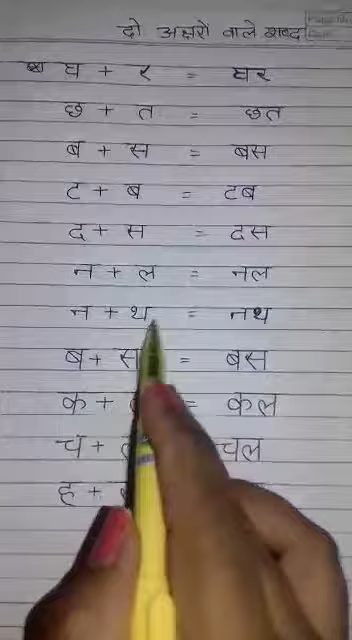 दो अक्षरों वाले शब्द
घ + र = घर
छ + त = छत
ब + स = बस
ट + ब = टब
द + स = दस
न + ल = नल
न + थ = नथ
ब + स = बस
क + = कल
च + चल
ह +